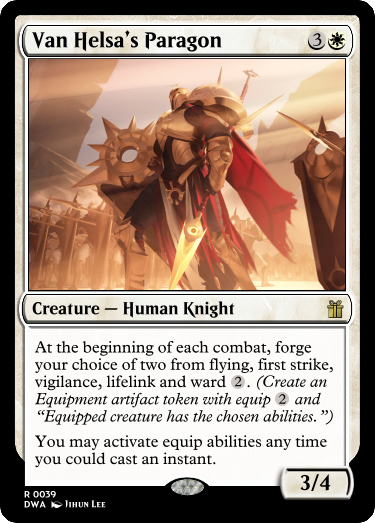 Van Helsa's Paragon 3
Creature — Human Knight
At the beginning of each combat, forge
your choice of two from flying, first strike,
vigilance, lifelink and ward 2. (Create an
Equipment artifact token with equip 2 and
“Equipped creature has the chosen abilities.”)
You may activate equip abilities any time
you could cast an instant.
3/4
R 0039
DWA Jihun Lee